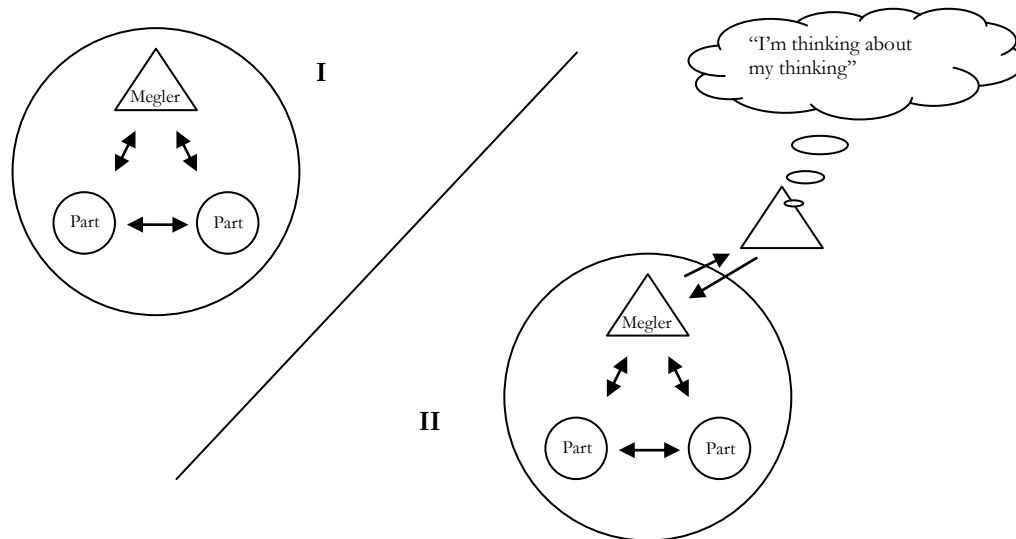 I
Megler
Part
Part
“I’m thinking about
my thinking”
II
Megler
Part
Part